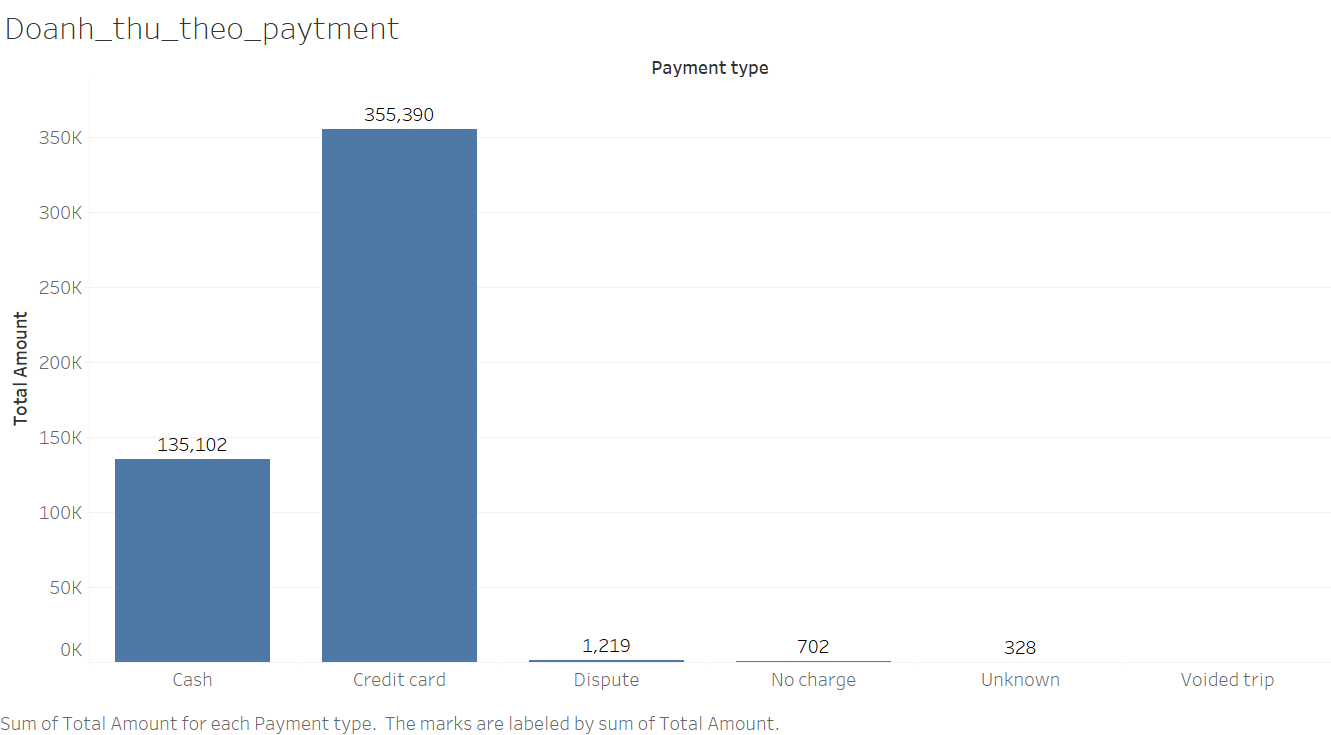 Doanh_thu_theo_paytment
Payment type
355,390
350K
300K
250K
200K
Total Amount
150K
135,102
100K
50K
1,219
702
328
0K
Cash Credit card Dispute No charge Unknown Voided trip
Sum of Total Amount for each Payment type. The marks are labeled by sum of Total Amount.